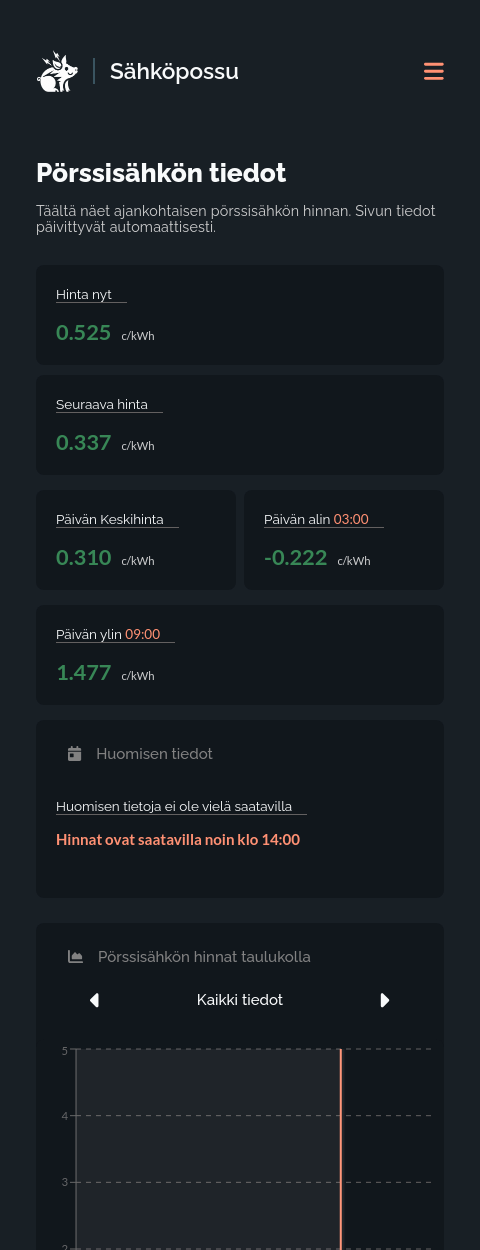 Sähköpossu
Pörssisähkön tiedot
Täältä näet ajankohtaisen pörssisähkön hinnan. Sivun tiedot
päivittyvät automaattisesti.
Hinta nyt
0.525 c/kWh
Seuraava hinta
0.337 c/kWh
Päivän Keskihinta
0.310 c/kWh
Päivän alin 03:00
-0.222 c/kWh
Päivän ylin 09:00
1.477 c/kWh
Huomisen tiedot
Huomisen tietoja ei ole vielä saatavilla
Hinnat ovat saatavilla noin klo 14:00
Pörssisähkön hinnat taulukolla
Kaikki tiedot
5
4
3
2